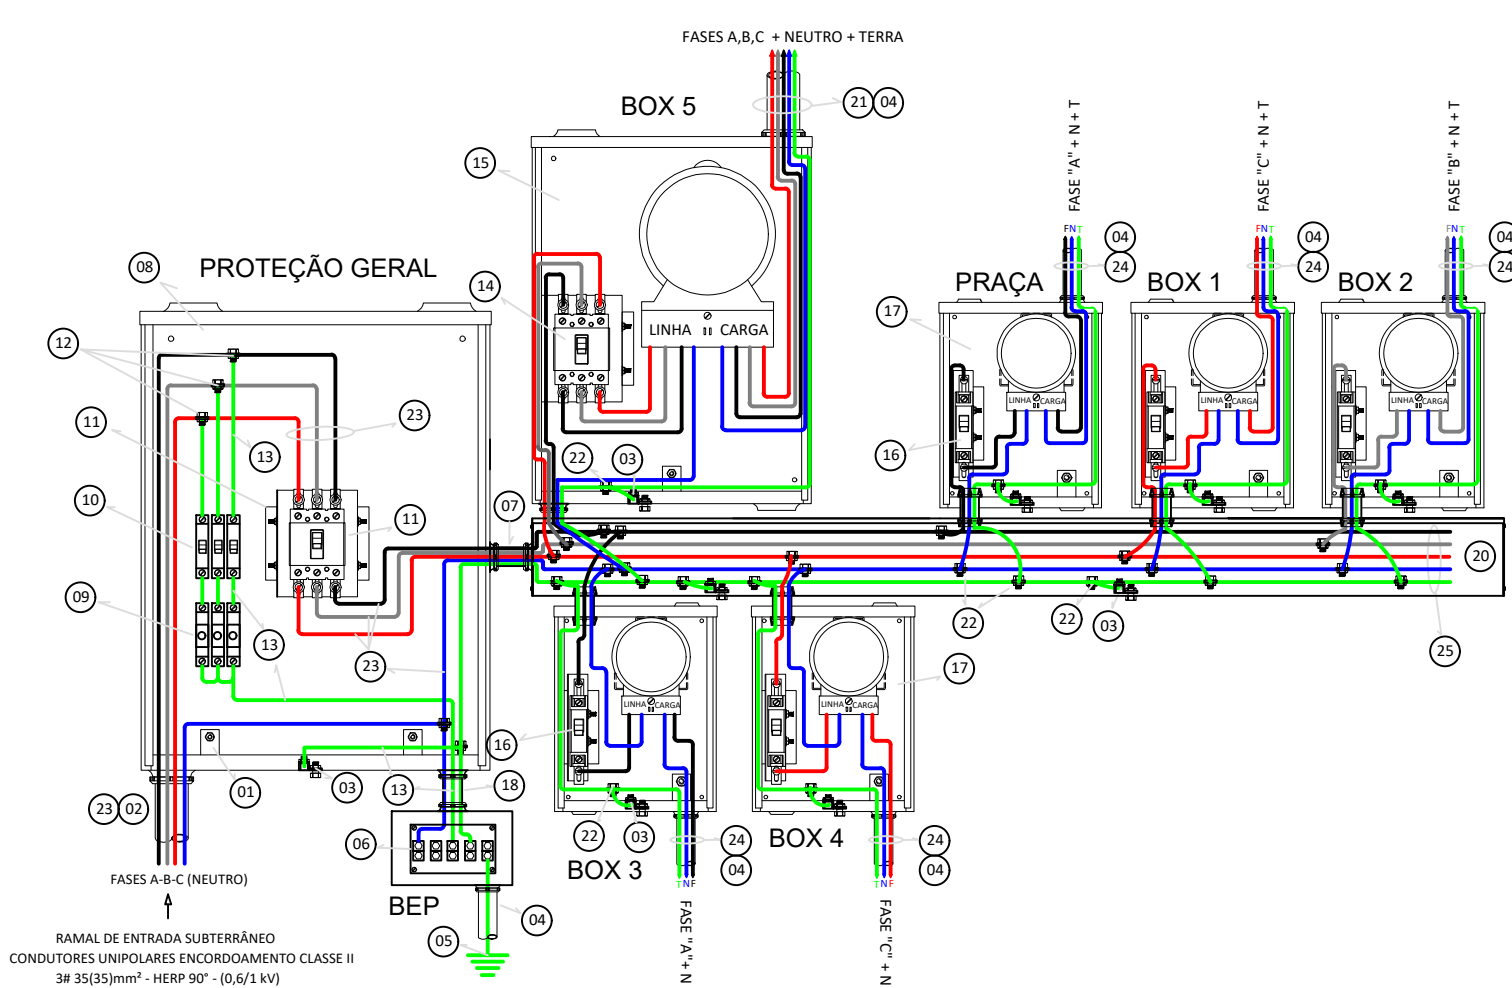 FASES A,B,C + NEUTRO + TERRA
BOX 5
21
04
15
14
LINHA
CARGA
22
03
07
PROTEÇÃO GERAL
08
12
11
13
23
10
11
09
13
23
01
03
13
18
23
02
FASES A-B-C (NEUTRO)
RAMAL DE ENTRADA SUBTERRÂNEO
CONDUTORES UNIPOLARES ENCORDOAMENTO CLASSE II
3# 35(35)mm² - HERP 90° - (0,6/1 kV)
06
BEP
04
05
FASE "A" + N + T
FNT
04
24
PRAÇA
17
16
LINHA
CARGA
FASE "C" + N + T
FNT
04
24
BOX 1
LINHA
CARGA
FASE "B" + N + T
FNT
04
24
BOX 2
LINHA
CARGA
20
22
22
03
25
LINHA
CARGA
16
22
03
BOX 3
24
04
TNF
FASE "A"+ N
17
LINHA
CARGA
BOX 4
24
04
TNF
FASE "C" + N